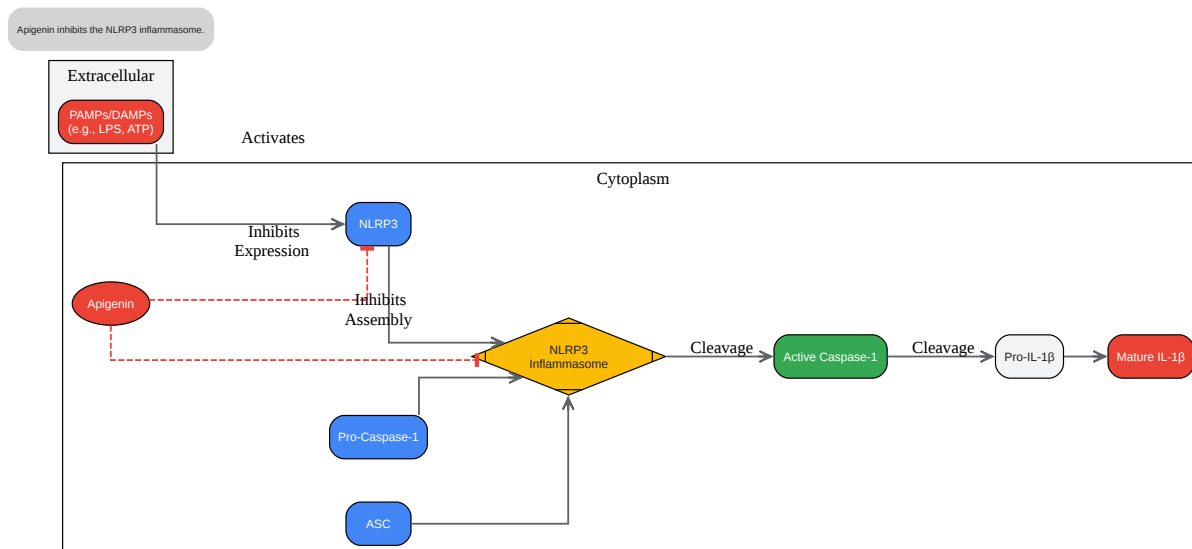 Apigenin inhibits the NLRP3 inflammasome.
Extracellular
PAMPs/DAMPs
(e.g., LPS, ATP)
Activates
Cytoplasm
NLRP3
Inhibits
Expression
Apigenin
Inhibits
Assembly
NLRP3
Inflammasome
Cleavage
Active Caspase-1
Cleavage
Pro-IL-1β
Mature IL-1β
Pro-Caspase-1
ASC